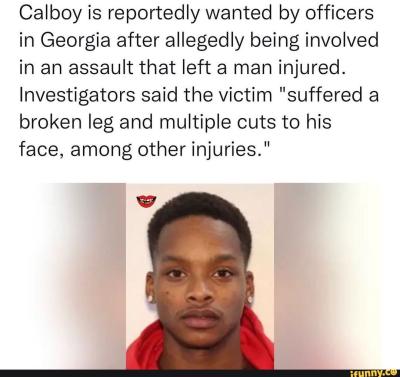 Calboy is reportedly wanted by officers
in Georgia after allegedly being involved
in an assault that left a man injured.
Investigators said the victim "suffered a
broken leg and multiple cuts to his
face, among other injuries."
ifunny.co